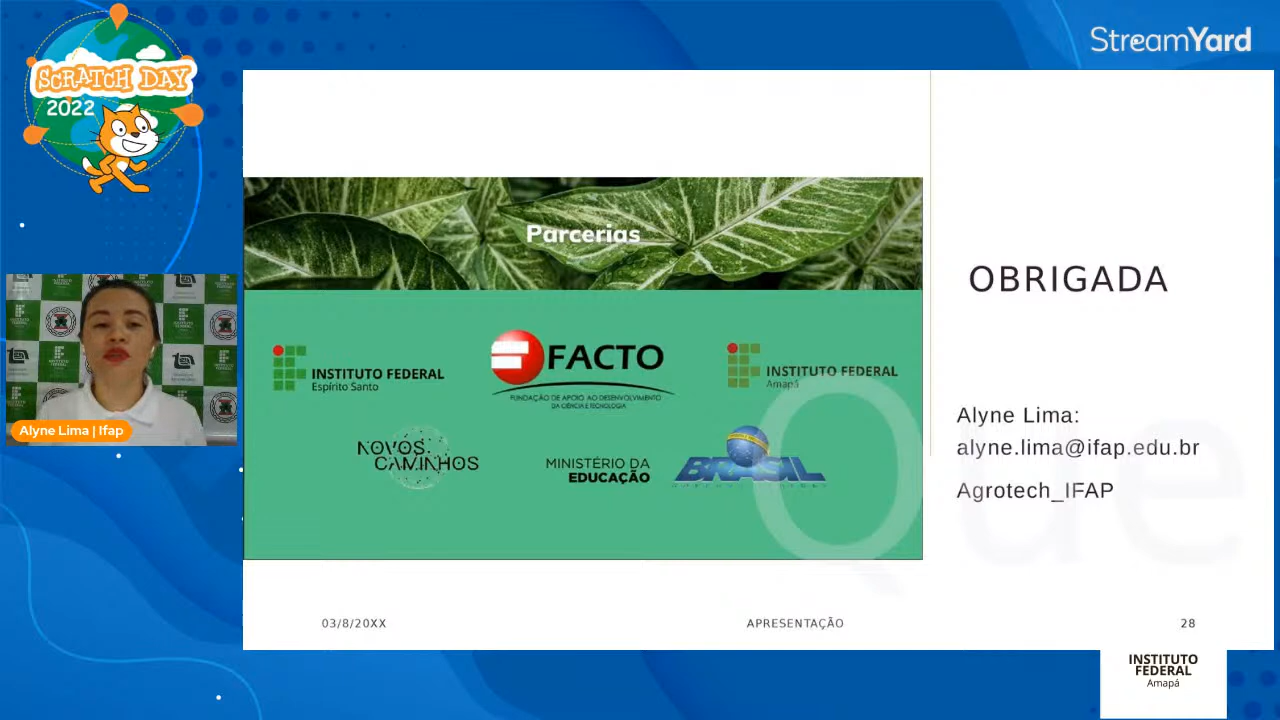 SCRATCH DAY
2022
StreamYard
Parcerias
OBRIGADA
INSTITUTO FEDERAL
Espírito Santo
FACTO
FUNDAÇÃO DE APOIO AO DESENVOLVIMENTO
DA CIÊNCIA E TECNOLOGIA
INSTITUTO FEDERAL
Amapá
NOVOS
CAMINHOS
MINISTÉRIO DA
EDUCAÇÃO
BRASIL
Alyne Lima:
alyne.lima@ifap.edu.br
Agrotech_IFAP
Que
Alyne Lima | Ifap
03/8/20XX
APRESENTAÇÃO
28
INSTITUTO
FEDERAL
Amapá